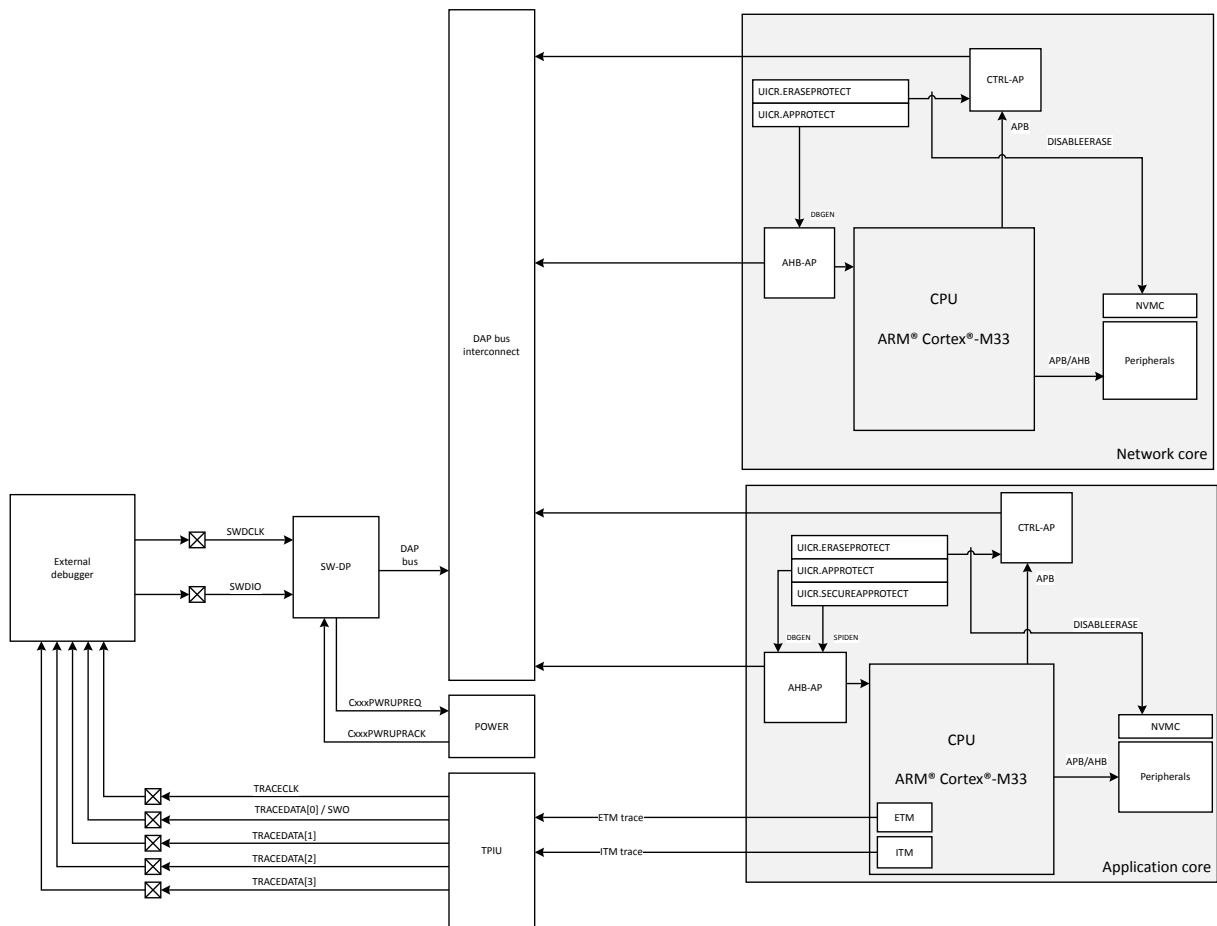 CTRL-AP
UICR.ERASEPROTECT
UICR.APPROTECT
APB
DISABLEERASE
DBGEN
AHB-AP
CPU
ARM® Cortex®-M33
NVMC
APB/AHB
Peripherals
Network core
DAP bus
interconnect
External
debugger
SWDCLK
SWDIO
SW-DP
DAP
bus
CTRL-AP
UICR.ERASEPROTECT
UICR.APPROTECT
UICR.SECUREAPPROTECT
APB
DISABLEERASE
DBGEN
SPIDEN
AHB-AP
CPU
ARM® Cortex®-M33
NVMC
APB/AHB
Peripherals
ETM
ITM
Application core
CxxxPWRUPREQ
CxxxPWRUPRACK
POWER
TRACECLK
TRACEDATA[0] / SWO
TRACEDATA[1]
TRACEDATA[2]
TRACEDATA[3]
TPIU
ETM trace
ITM trace